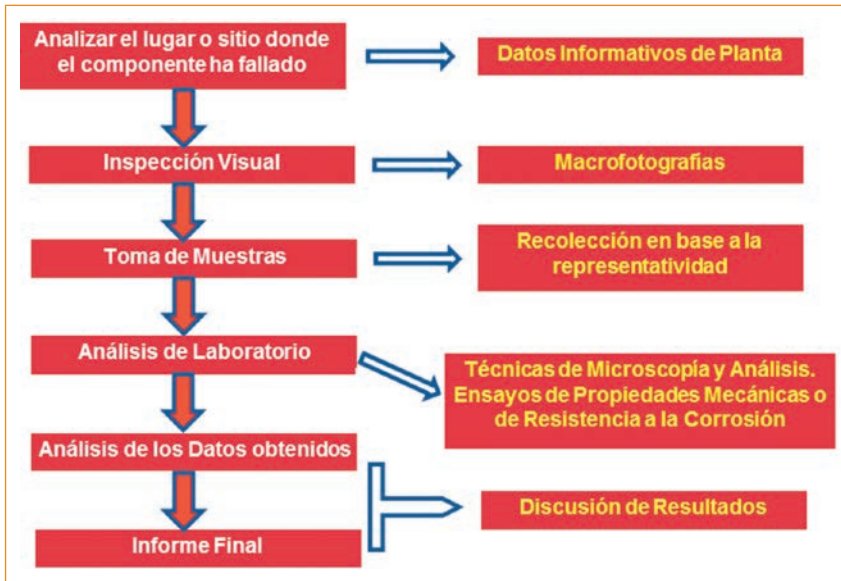 Analizar el lugar o sitio donde
el componente ha fallado
Datos Informativos de Planta
Inspección Visual
Macrofotografías
Toma de Muestras
Recolección en base a la
representatividad
Análisis de Laboratorio
Técnicas de Microscopía y Análisis.
Ensayos de Propiedades Mecánicas o
de Resistencia a la Corrosión
Análisis de los Datos obtenidos
Discusión de Resultados
Informe Final